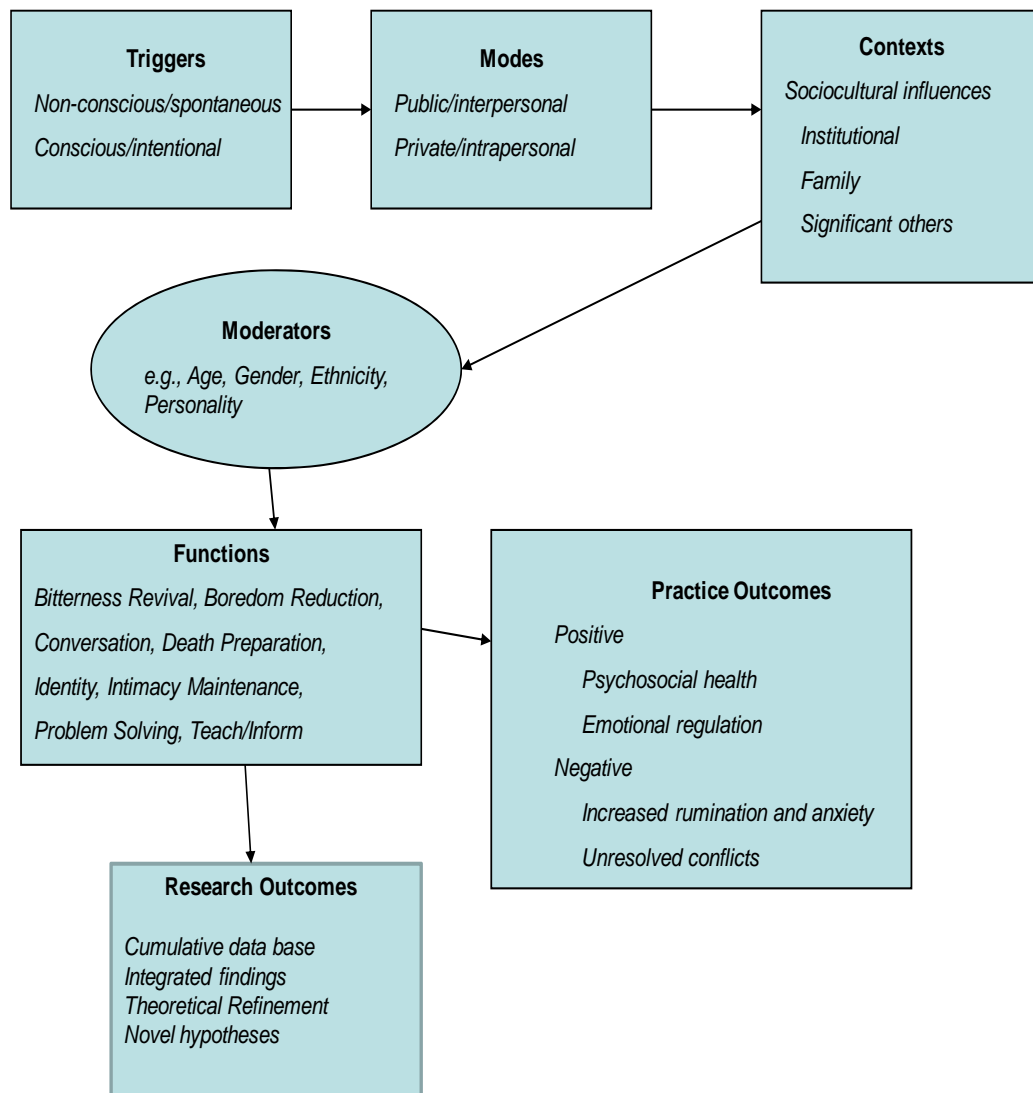 Triggers
Non-conscious/spontaneous
Conscious/intentional
Modes
Public/interpersonal
Private/intrapersonal
Contexts
Sociocultural influences
Institutional
Family
Significant others
Moderators
e.g., Age, Gender, Ethnicity,
Personality
Functions
Bitterness Revival, Boredom Reduction,
Conversation, Death Preparation,
Identity, Intimacy Maintenance,
Problem Solving, Teach/Inform
Practice Outcomes
Positive
Psychosocial health
Emotional regulation
Negative
Increased rumination and anxiety
Unresolved conflicts
Research Outcomes
Cumulative data base
Integrated findings
Theoretical Refinement
Novel hypotheses